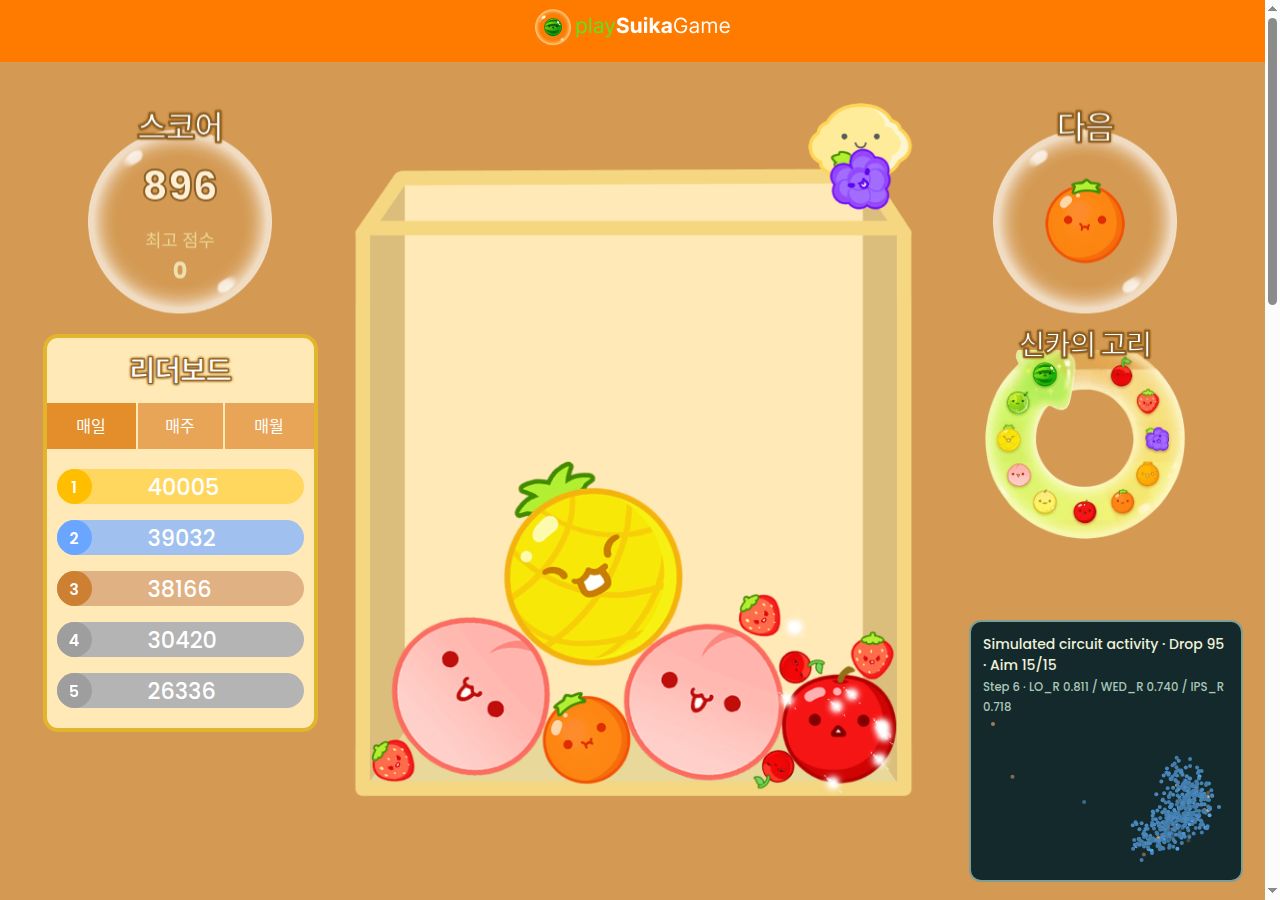 playSuikaGame
스코어
896
최고 점수
0
다음
신카의 고리
리더보드
매일 매주 매월
1 40005
2 39032
3 38166
4 30420
5 26336
Simulated circuit activity · Drop 95
· Aim 15/15
Step 6 · LO_R 0.811 / WED_R 0.740 / IPS_R
0.718